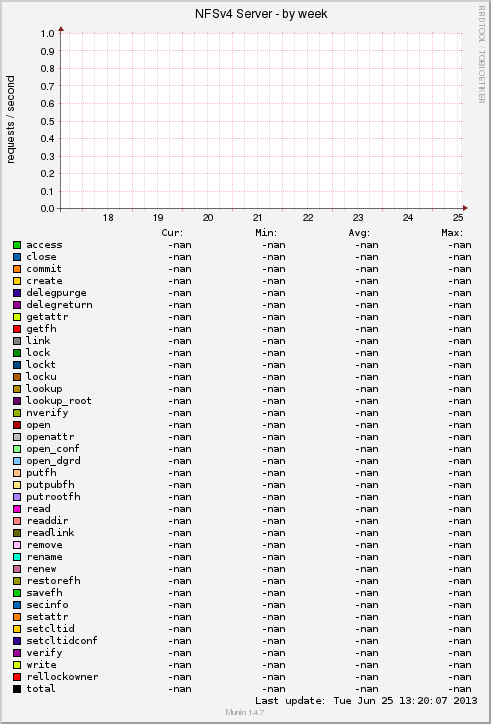 NFSv4 Server - by week
RRDTOOL / TOBI OETIKER
requests / second
1.0
0.9
0.8
0.7
0.6
0.5
0.4
0.3
0.2
0.1
0.0
18 19 20 21 22 23 24 25
Cur: Min: Avg: Max:
access -nan -nan -nan -nan
close -nan -nan -nan -nan
commit -nan -nan -nan -nan
create -nan -nan -nan -nan
delegpurge -nan -nan -nan -nan
delegreturn -nan -nan -nan -nan
getattr -nan -nan -nan -nan
getfh -nan -nan -nan -nan
link -nan -nan -nan -nan
lock -nan -nan -nan -nan
lockt -nan -nan -nan -nan
locku -nan -nan -nan -nan
lookup -nan -nan -nan -nan
lookup_root -nan -nan -nan -nan
nverify -nan -nan -nan -nan
open -nan -nan -nan -nan
openattr -nan -nan -nan -nan
open_conf -nan -nan -nan -nan
open_dgrd -nan -nan -nan -nan
putfh -nan -nan -nan -nan
putpubfh -nan -nan -nan -nan
putrootfh -nan -nan -nan -nan
read -nan -nan -nan -nan
readdir -nan -nan -nan -nan
readlink -nan -nan -nan -nan
remove -nan -nan -nan -nan
rename -nan -nan -nan -nan
renew -nan -nan -nan -nan
restorefh -nan -nan -nan -nan
savefh -nan -nan -nan -nan
secinfo -nan -nan -nan -nan
setattr -nan -nan -nan -nan
setcltid -nan -nan -nan -nan
setcltidconf -nan -nan -nan -nan
verify -nan -nan -nan -nan
write -nan -nan -nan -nan
rellockowner -nan -nan -nan -nan
total -nan -nan -nan -nan
Last update: Tue Jun 25 13:20:07 2013
Munin 1.4.7